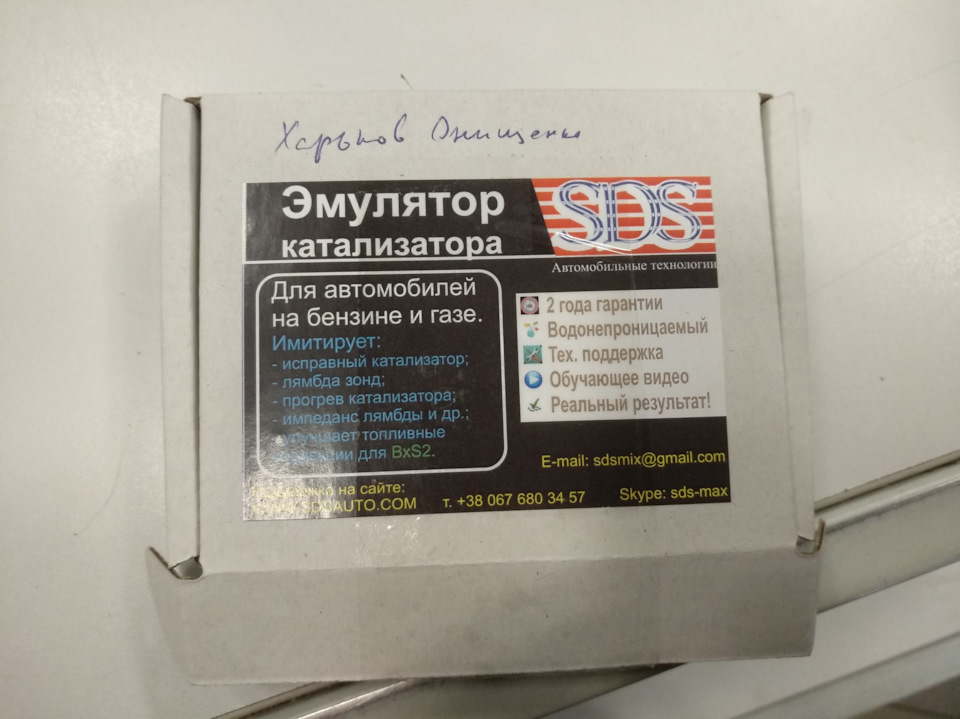 Харьков Онищенко
Эмулятор
катализатора
SDS
Автомобильные технологии
Для автомобилей
на бензине и газе.
Имитирует:
- исправный катализатор;
- лямбда зонд;
- прогрев катализатора;
- импеданс лямбды и др.;
- улучшает топливные
для BxS2.
2 года гарантии
Водонепроницаемый
Тех. поддержка
Обучающее видео
Реальный результат!
E-mail: sdsmix@gmail.com
на сайте:
т. +38 067 680 34 57
Skype: sds-max